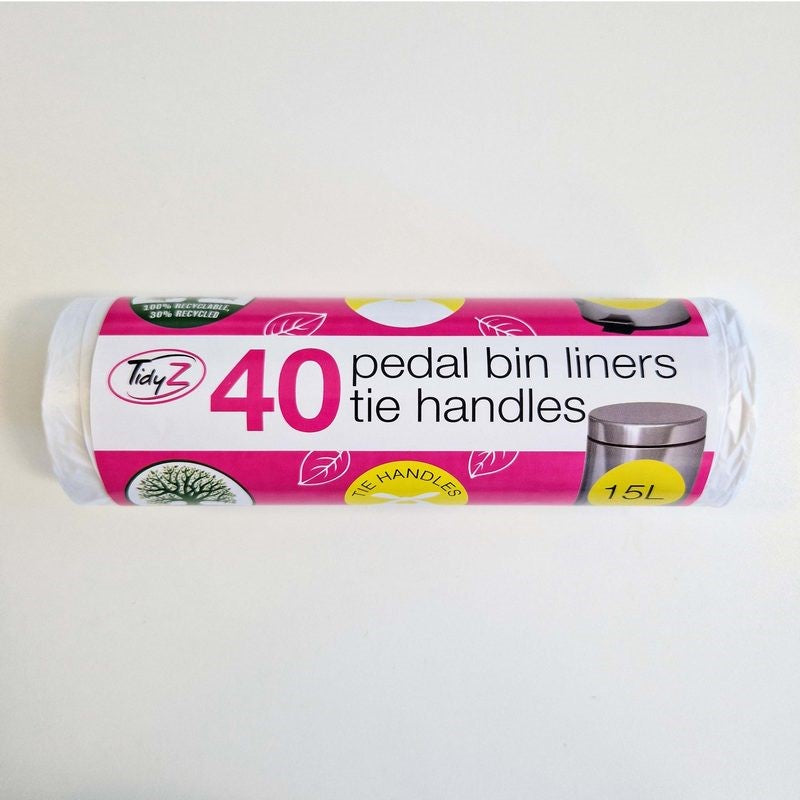 100% RECYCLABLE,
30% RECYCLED
TidyZ
40
pedal bin liners
tie handles
TIE HANDLES
15L